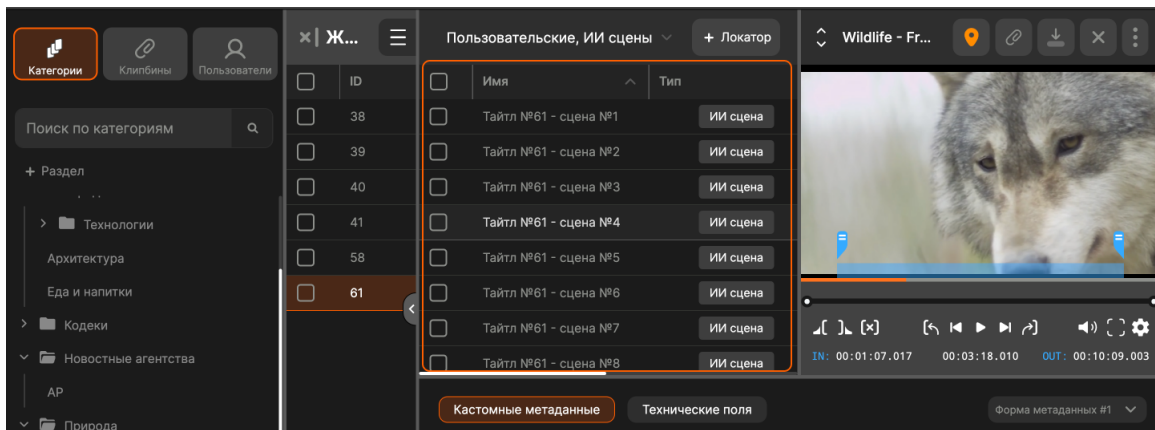 Категории
Клипбины
Пользователи
Поиск по категориям
+ Раздел
Технологии
Архитектура
Еда и напитки
Кодеки
Новостные агентства
AP
Природа
Ж...
ID
38
39
40
41
58
61
Пользовательские, ИИ сцены
+ Локатор
Имя
Тип
Тайтл №61 - сцена №1 ИИ сцена
Тайтл №61 - сцена №2 ИИ сцена
Тайтл №61 - сцена №3 ИИ сцена
Тайтл №61 - сцена №4 ИИ сцена
Тайтл №61 - сцена №5 ИИ сцена
Тайтл №61 - сцена №6 ИИ сцена
Тайтл №61 - сцена №7 ИИ сцена
Тайтл №61 - сцена №8 ИИ сцена
Wildlife - Fr...
IN: 00:01:07.017 00:03:18.010 OUT: 00:10:09.003
Кастомные метаданные
Технические поля
Форма метаданных #1